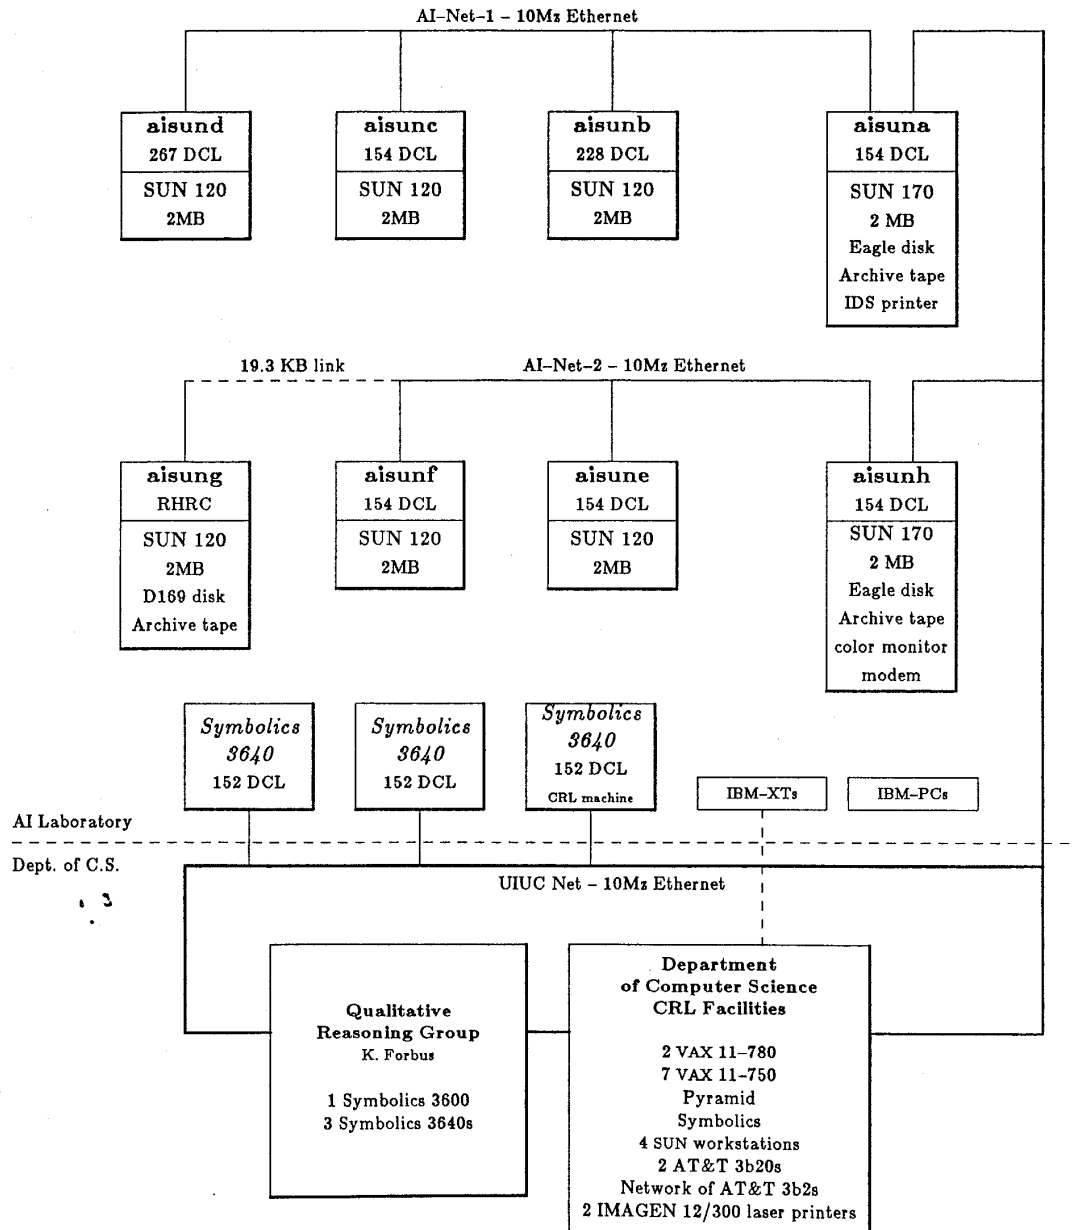 AI–Net–1 – 10Mz Ethernet
aisund
267 DCL
SUN 120
2MB
aisunc
154 DCL
SUN 120
2MB
aisunb
228 DCL
SUN 120
2MB
aisuna
154 DCL
SUN 170
2 MB
Eagle disk
Archive tape
IDS printer
19.3 KB link
AI–Net–2 – 10Mz Ethernet
aisung
RHRC
SUN 120
2MB
D169 disk
Archive tape
aisunf
154 DCL
SUN 120
2MB
aisune
154 DCL
SUN 120
2MB
aisunh
154 DCL
SUN 170
2 MB
Eagle disk
Archive tape
color monitor
modem
Symbolics
3640
152 DCL
Symbolics
3640
152 DCL
Symbolics
3640
152 DCL
CRL machine
IBM–XTs
IBM–PCs
AI Laboratory
Dept. of C.S.
UIUC Net – 10Mz Ethernet
Qualitative
Reasoning Group
K. Forbus
1 Symbolics 3600
3 Symbolics 3640s
Department
of Computer Science
CRL Facilities
2 VAX 11–780
7 VAX 11–750
Pyramid
Symbolics
4 SUN workstations
2 AT&T 3b20s
Network of AT&T 3b2s
2 IMAGEN 12/300 laser printers